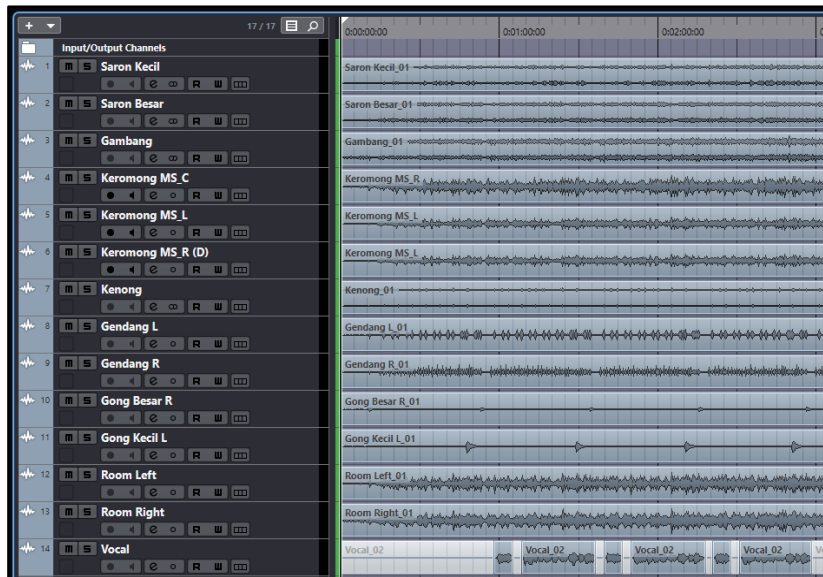 17 / 17
0:00:00:00 0:01:00:00 0:02:00:00
Input/Output Channels
1 m S Saron Kecil
e R W
Saron Kecil_01
2 m S Saron Besar
e R W
Saron Besar_01
3 m S Gambang
e R W
Gambang_01
4 m S Keromong MS_C
e R W
Keromong MS_R
5 m S Keromong MS_L
e R W
Keromong MS_L
6 m S Keromong MS_R (D)
e R W
Keromong MS_L
7 m S Kenong
e R W
Kenong_01
8 m S Gendang L
e R W
Gendang L_01
9 m S Gendang R
e R W
Gendang R_01
10 m S Gong Besar R
e R W
Gong Besar R_01
11 m S Gong Kecil L
e R W
Gong Kecil L_01
12 m S Room Left
e R W
Room Left_01
13 m S Room Right
e R W
Room Right_01
14 m S Vocal
e R W
Vocal_02 Vocal_02 Vocal_02 Vocal_02